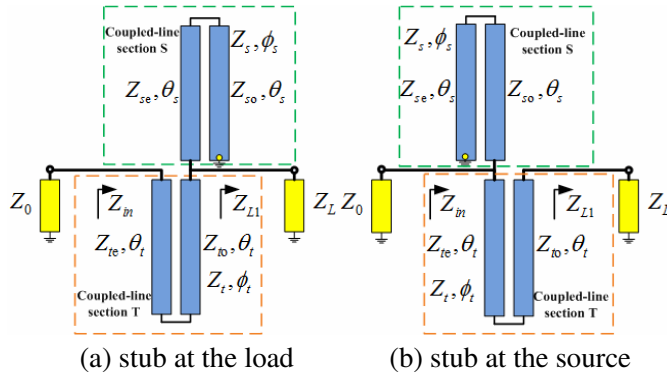 Coupled-line
section S
Z_s, ϕ_s
Z_se, θ_s
Z_so, θ_s
Z_0
Z_in
Z_L1
Z_L
Z_te, θ_t
Z_to, θ_t
Z_t, ϕ_t
Coupled-line
section T
(a) stub at the load
Z_s, ϕ_s
Coupled-line
section S
Z_se, θ_s
Z_so, θ_s
Z_0
Z_in
Z_L1
Z_L
Z_te, θ_t
Z_to, θ_t
Z_t, ϕ_t
Coupled-line
section T
(b) stub at the source